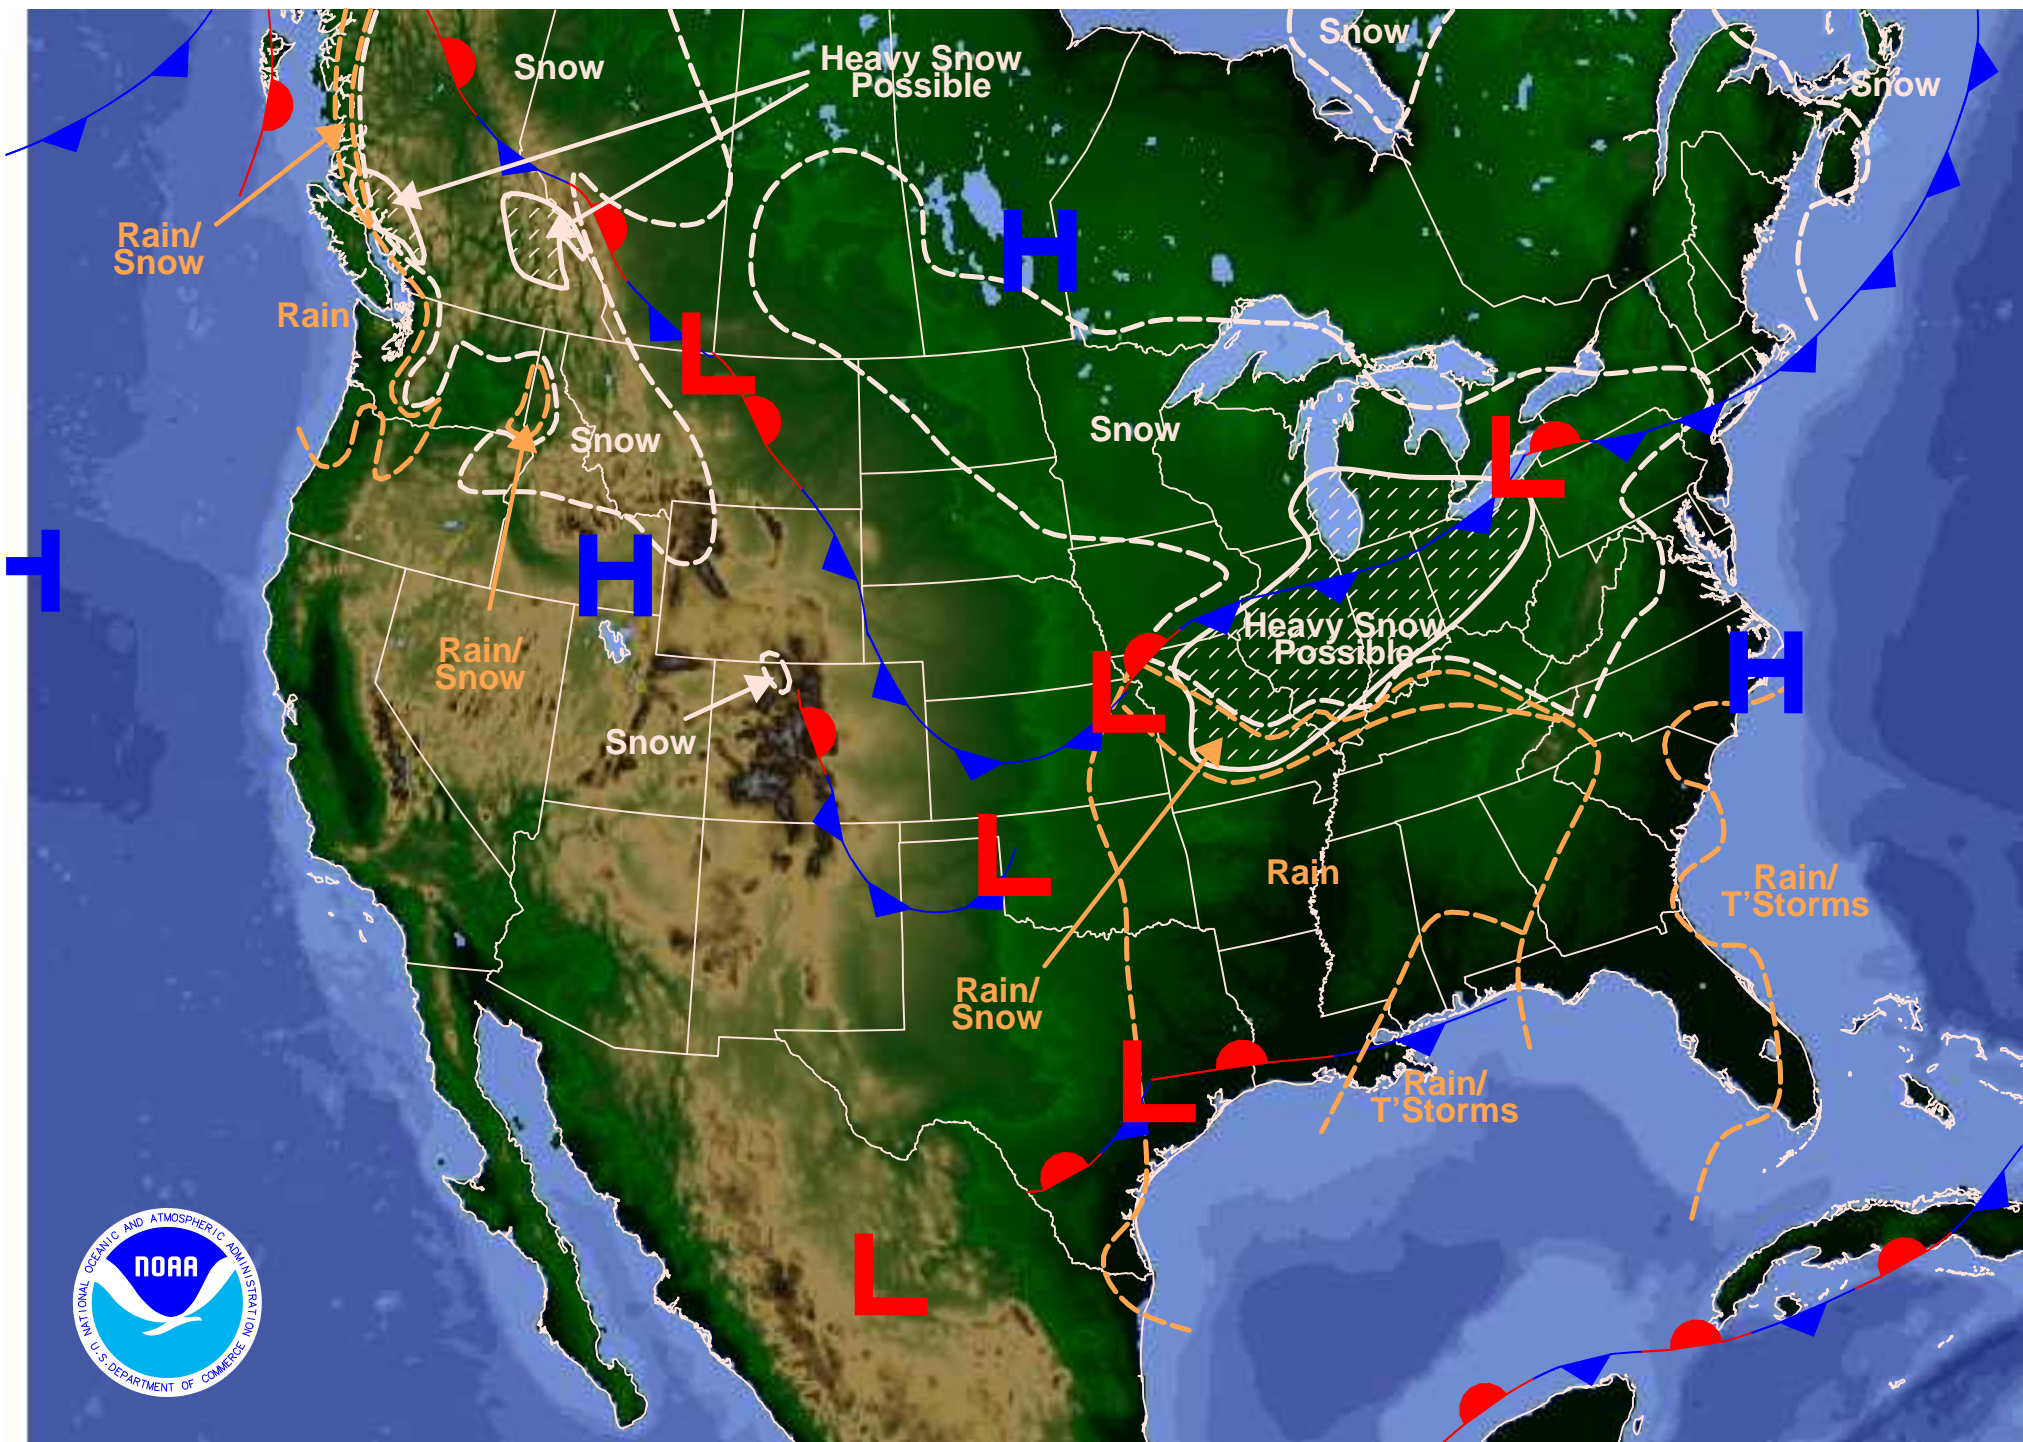 Snow
Heavy Snow
Possible
Snow
Snow
Rain/
Snow
Rain
H
L
Snow
Snow
L
H
H
Rain/
Snow
Heavy Snow
Possible
L
H
Snow
L
Rain
Rain/
T'Storms
Rain/
Snow
L
Rain/
T'Storms
L
NATIONAL OCEANIC AND ATMOSPHERIC ADMINISTRATION
NOAA
U.S. DEPARTMENT OF COMMERCE